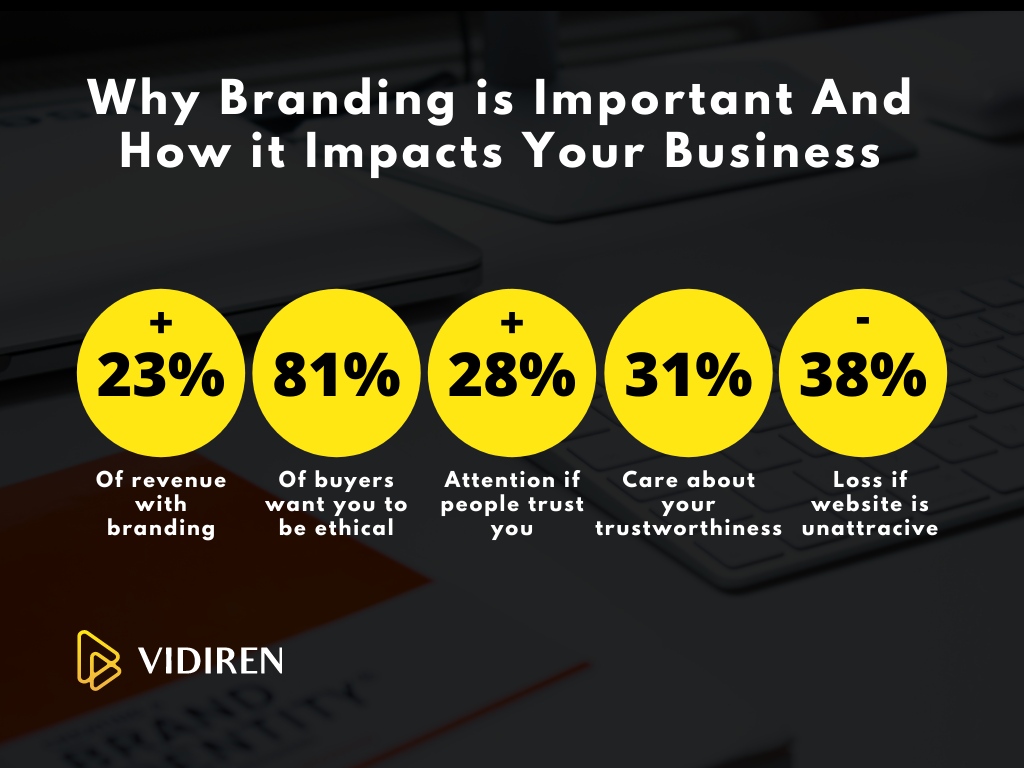 Why Branding is Important And
How it Impacts Your Business
+
23%
Of revenue
with
branding
81%
Of buyers
want you to
be ethical
+
28%
Attention if
people trust
you
31%
Care about
your
trustworthiness
-
38%
Loss if
website is
unattracive
VIDIREN
BRAND